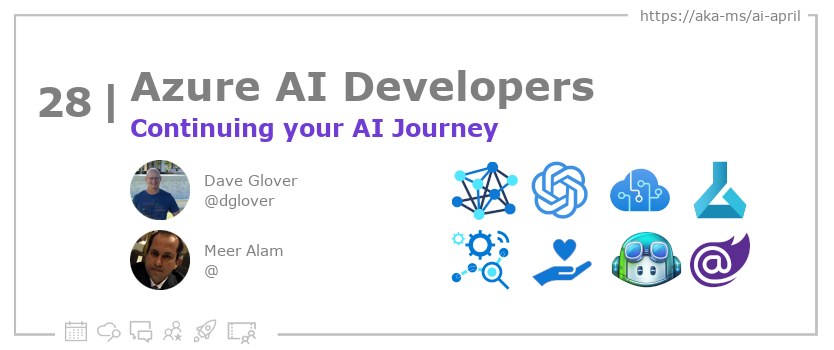 https://aka-ms/ai-april
28 | Azure AI Developers
Continuing your AI Journey
Dave Glover
@dglover
Meer Alam
@